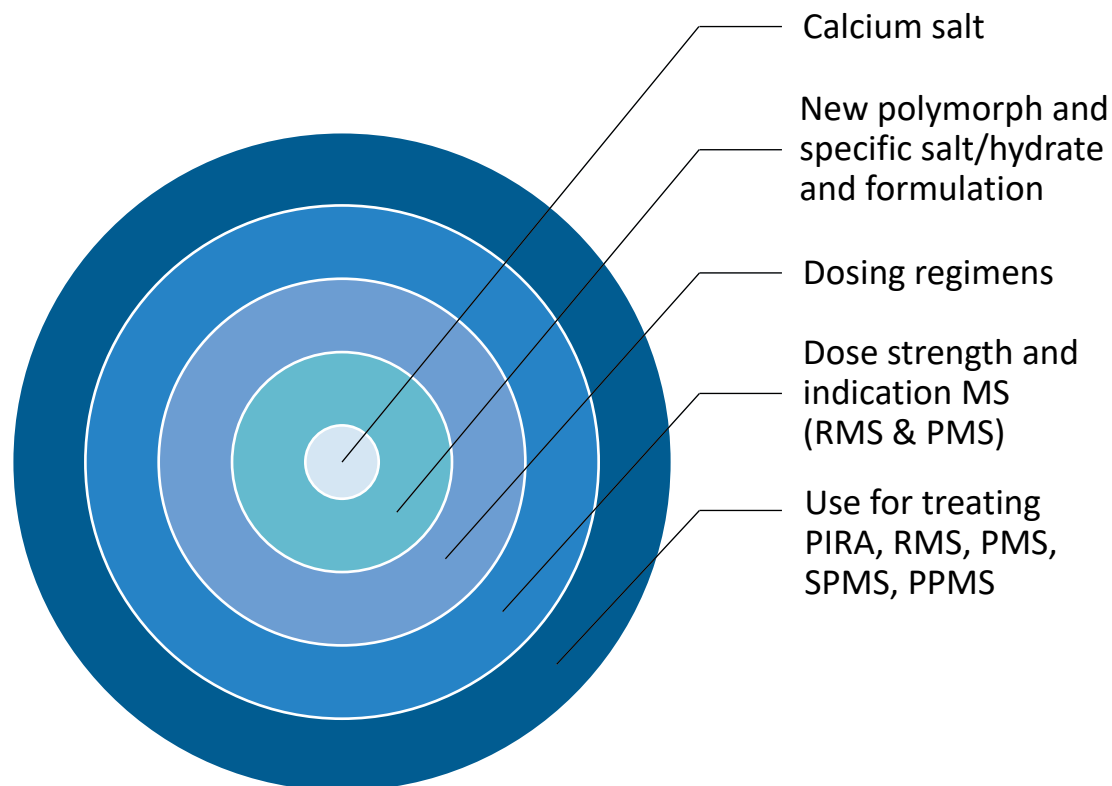 Calcium salt
New polymorph and
specific salt/hydrate
and formulation
Dosing regimens
Dose strength and
indication MS
(RMS & PMS)
Use for treating
PIRA, RMS, PMS,
SPMS, PPMS